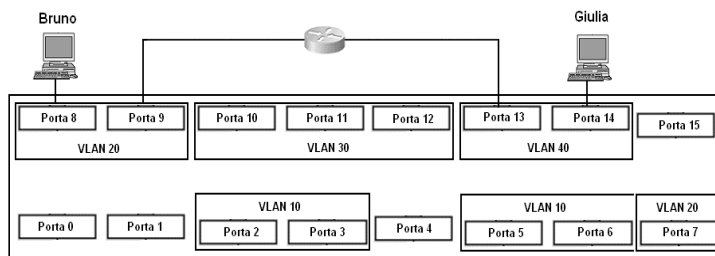 Bruno
Giulia
Porta 8
Porta 9
Porta 10
Porta 11
Porta 12
Porta 13
Porta 14
Porta 15
VLAN 20
VLAN 30
VLAN 40
VLAN 10
VLAN 10
VLAN 20
Porta 0
Porta 1
Porta 2
Porta 3
Porta 4
Porta 5
Porta 6
Porta 7